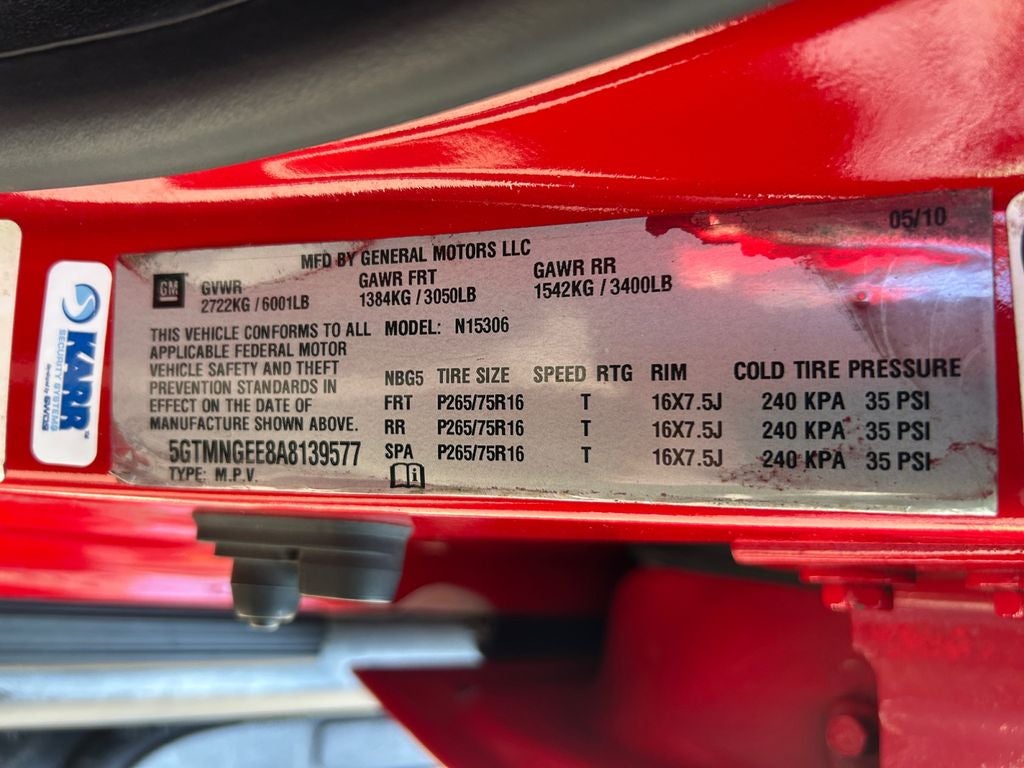 05/10
MFD BY GENERAL MOTORS LLC
GM
GVWR GAWR FRT GAWR RR
2722KG / 6001LB 1384KG / 3050LB 1542KG / 3400LB
THIS VEHICLE CONFORMS TO ALL
APPLICABLE FEDERAL MOTOR
VEHICLE SAFETY AND THEFT
PREVENTION STANDARDS IN
EFFECT ON THE DATE OF
MANUFACTURE SHOWN ABOVE.
5GTMNGEE8A8139577
TYPE: M.P.V.
MODEL: N15306
NBG5 TIRE SIZE SPEED RTG RIM COLD TIRE PRESSURE
FRT P265/75R16 T 16X7.5J 240 KPA 35 PSI
RR P265/75R16 T 16X7.5J 240 KPA 35 PSI
SPA P265/75R16 T 16X7.5J 240 KPA 35 PSI
i
S KARR™
SECURITY SYSTEMS